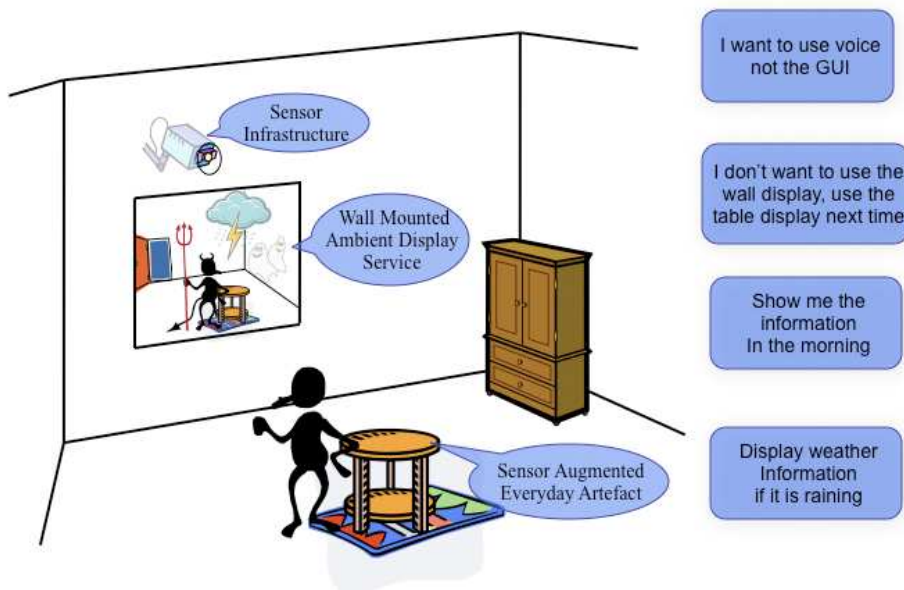 Sensor
Infrastructure
Wall Mounted
Ambient Display
Service
Sensor Augmented
Everyday Artefact
I want to use voice
not the GUI
I don't want to use the
wall display, use the
table display next time
Show me the
information
In the morning
Display weather
Information
if it is raining